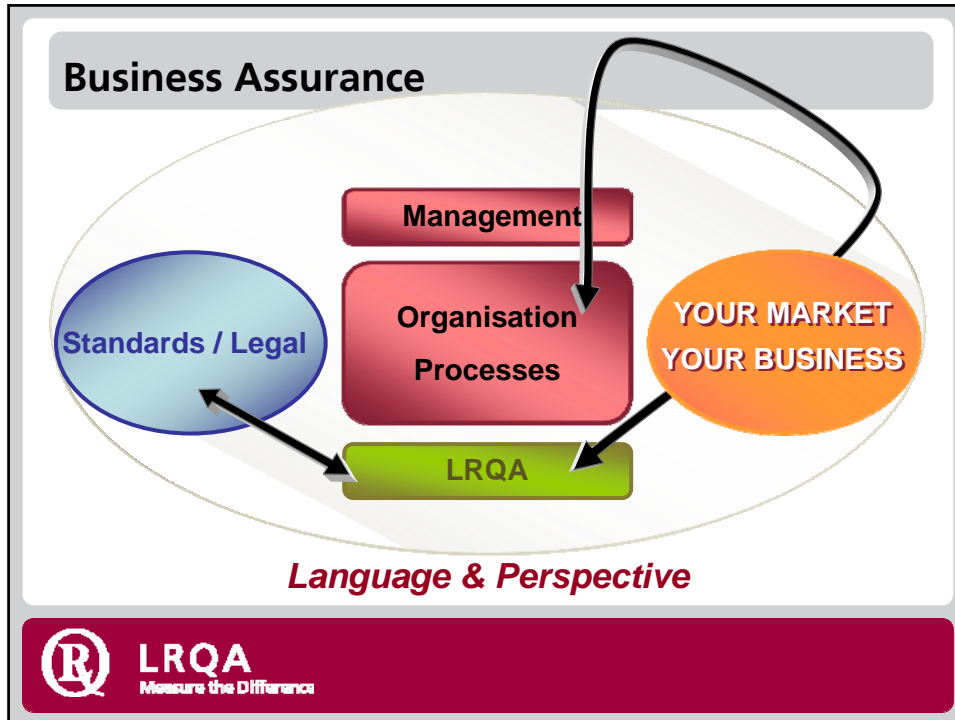 Business Assurance
Management
Standards / Legal
Organisation
Processes
YOUR MARKET
YOUR BUSINESS
LRQA
Language & Perspective
R
LRQA
Measure the Difference